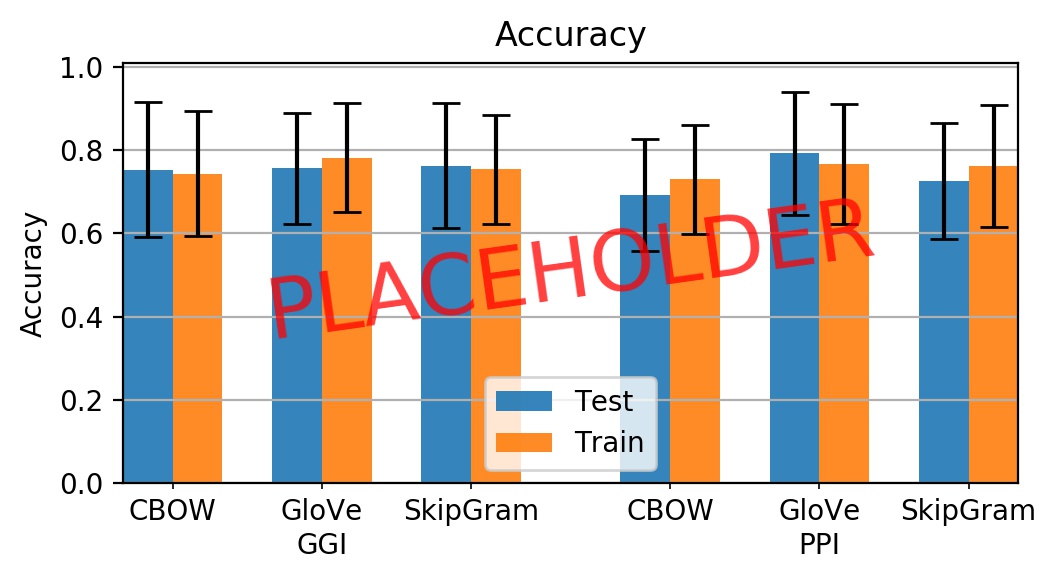 Accuracy
1.0
0.8
0.6
0.4
0.2
0.0
Accuracy
PLACEHOLDER
Test
Train
CBOW GloVe SkipGram CBOW GloVe SkipGram
GGI PPI